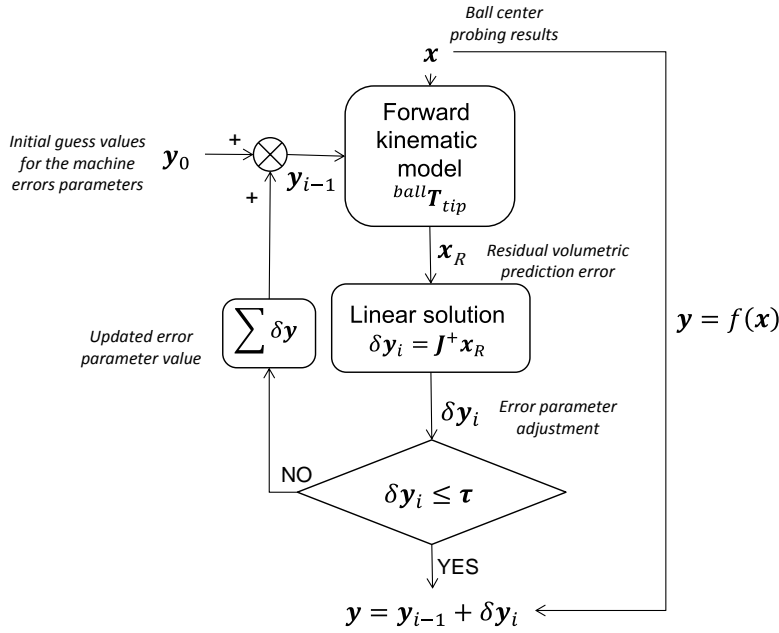 Ball center
probing results
𝒙
Forward
kinematic
model
ᵇᵃˡˡ𝑻ₜᵢₚ
Initial guess values
for the machine
errors parameters
𝒚₀
+
+
𝒚ᵢ₋₁
𝒙_R
Residual volumetric
prediction error
Linear solution
δ𝒚ᵢ = 𝑱⁺𝒙_R
𝒚 = f(𝒙)
∑ δ𝒚
Updated error
parameter value
δ𝒚ᵢ
Error parameter
adjustment
NO
δ𝒚ᵢ ≤ 𝝉
YES
𝒚 = 𝒚ᵢ₋₁ + δ𝒚ᵢ